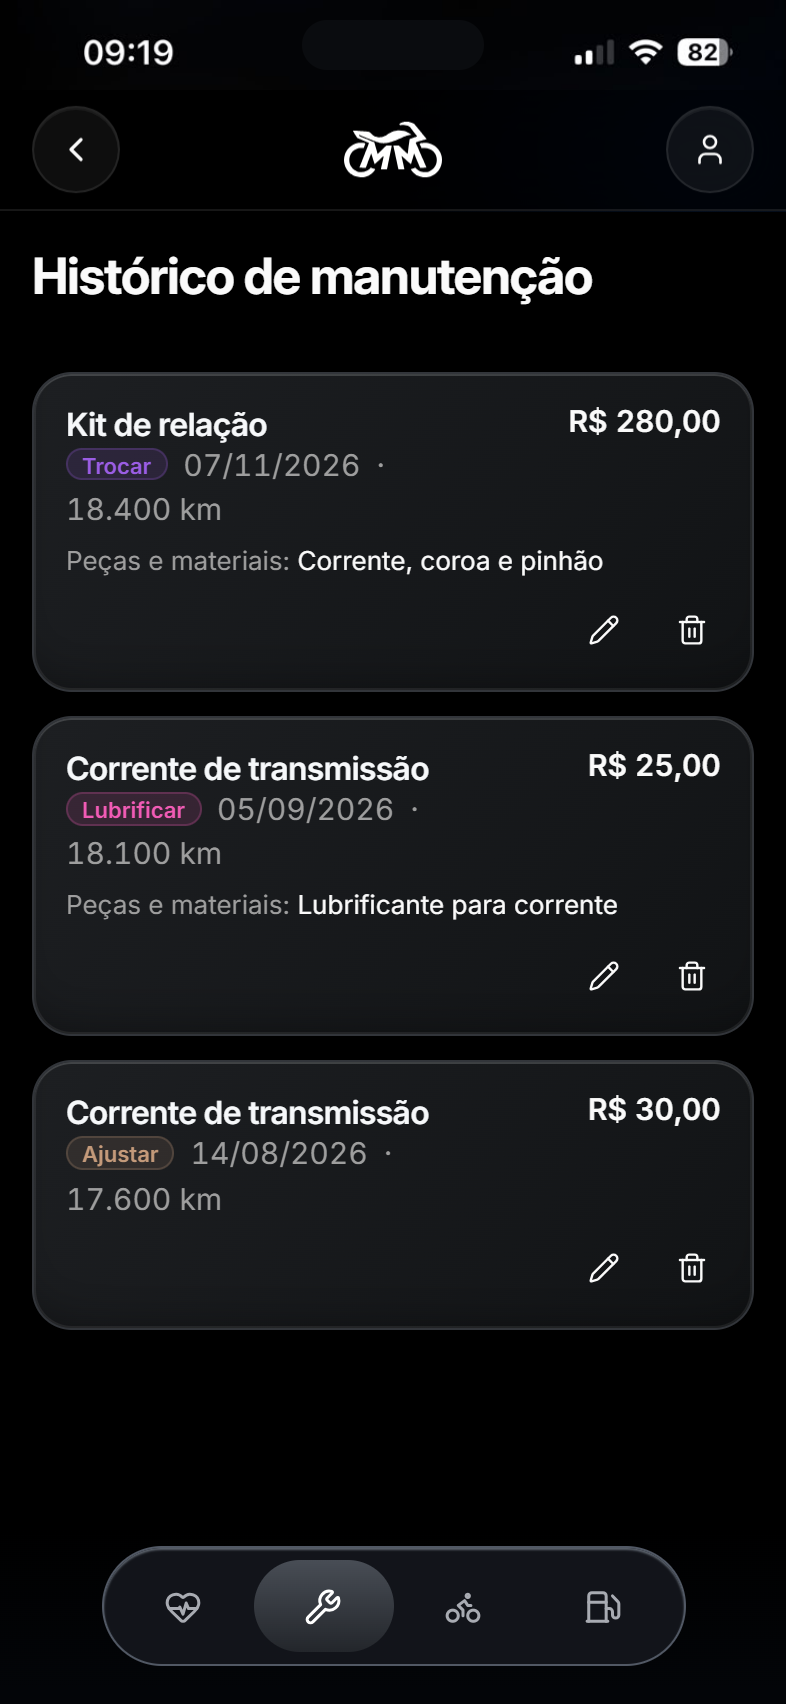 09:19
82
MM
Histórico de manutenção
Kit de relação
R$ 280,00
Trocar 07/11/2026 ·
18.400 km
Peças e materiais: Corrente, coroa e pinhão
Corrente de transmissão
R$ 25,00
Lubrificar 05/09/2026 ·
18.100 km
Peças e materiais: Lubrificante para corrente
Corrente de transmissão
R$ 30,00
Ajustar 14/08/2026 ·
17.600 km